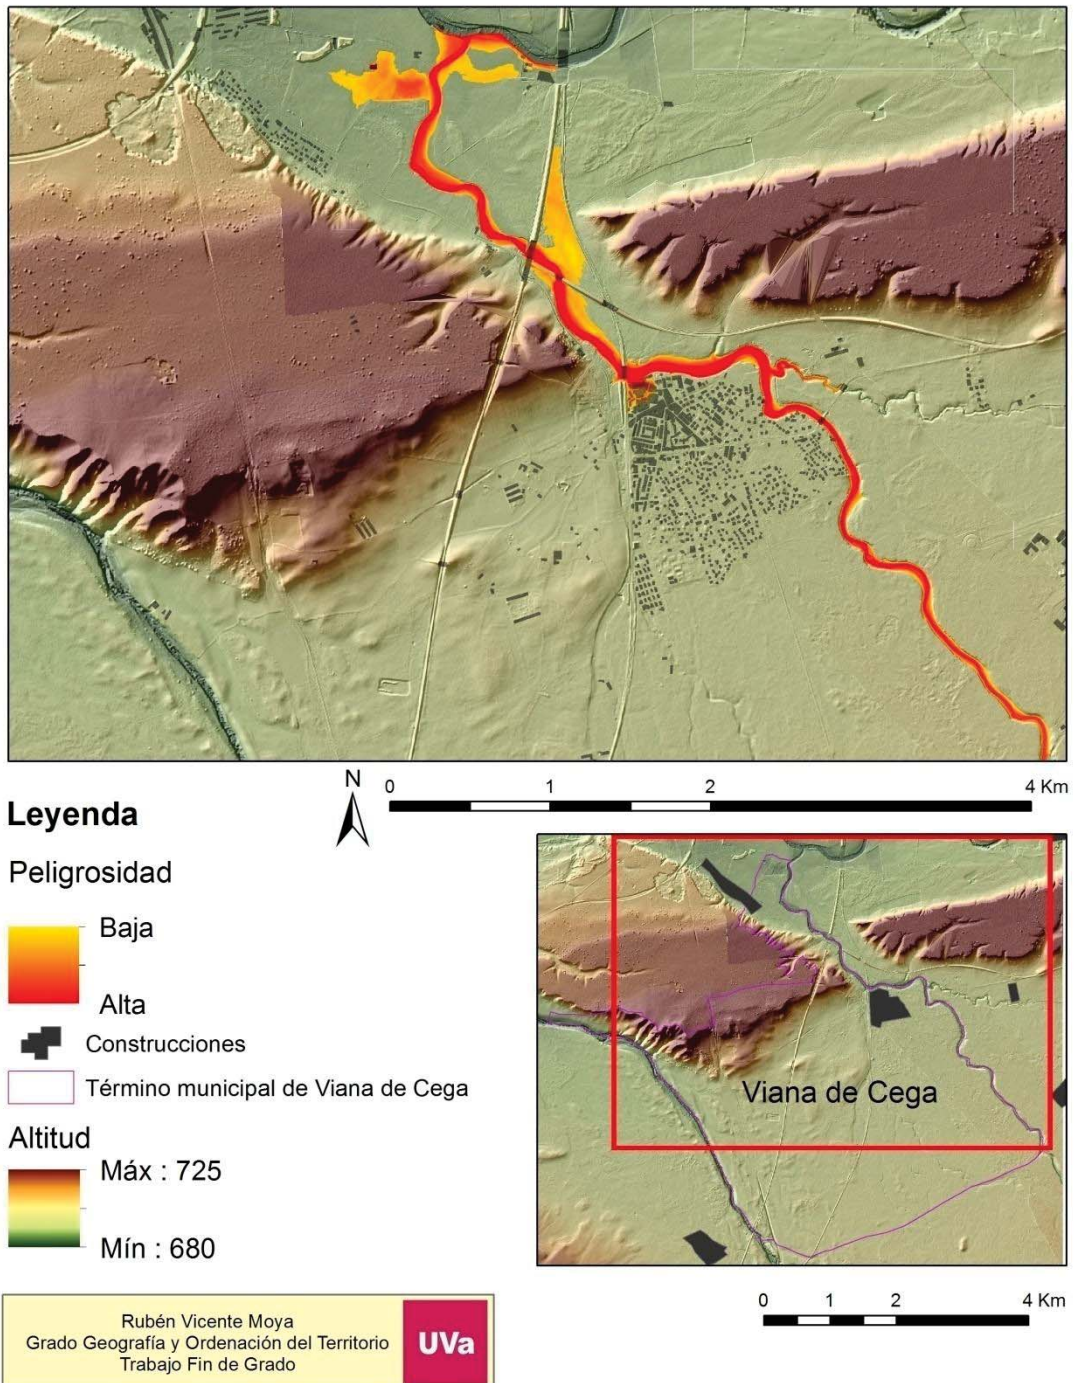 N
0 1 2 4 Km
Leyenda
Peligrosidad
Baja
Alta
Construcciones
Término municipal de Viana de Cega
Altitud
Máx : 725
Mín : 680
Viana de Cega
0 1 2 4 Km
Rubén Vicente Moya
Grado Geografía y Ordenación del Territorio
Trabajo Fin de Grado
UVa